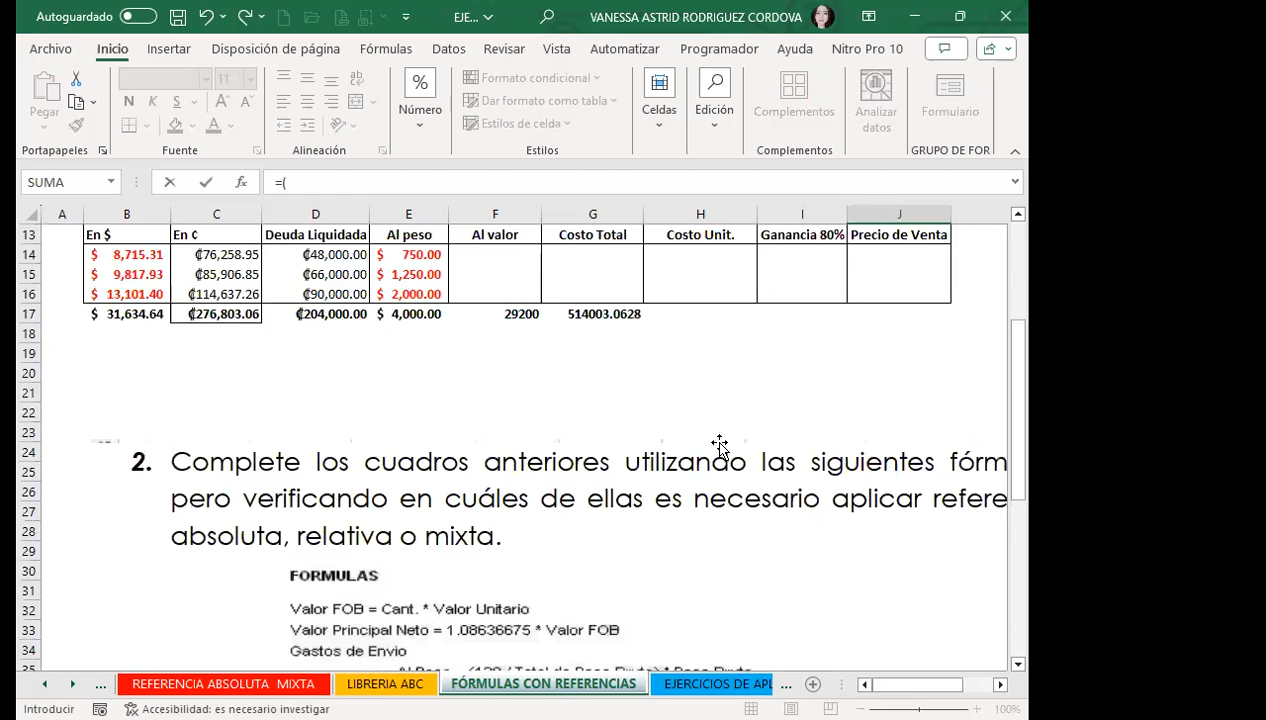 Autoguardado
EJE...
VANESSA ASTRID RODRIGUEZ CORDOVA
Archivo Inicio Insertar Disposición de página Fórmulas Datos Revisar Vista Automatizar Programador Ayuda Nitro Pro 10
Pegar
N K S
11
ab
%
Número
Formato condicional
Dar formato como tabla
Estilos de celda
Celdas
Edición
Complementos
Analizar datos
Formulario
Portapapeles Fuente Alineación Estilos Complementos GRUPO DE FOR
SUMA
fx
=(
A B C D E F G H I J
13 En $ En ¢ Deuda Liquidada Al peso Al valor Costo Total Costo Unit. Ganancia 80% Precio de Venta
14 $ 8,715.31 ₡76,258.95 ₡48,000.00 $ 750.00
15 $ 9,817.93 ₡85,906.85 ₡66,000.00 $ 1,250.00
16 $ 13,101.40 ₡114,637.26 ₡90,000.00 $ 2,000.00
17 $ 31,634.64 ₡276,803.06 ₡204,000.00 $ 4,000.00 29200 514003.0628
18
19
20
21
22
23
24
25
26
27
28
29
30
31
32
33
34
35
2. Complete los cuadros anteriores utilizando las siguientes fórm
pero verificando en cuáles de ellas es necesario aplicar refere
absoluta, relativa o mixta.
FORMULAS
Valor FOB = Cant. * Valor Unitario
Valor Principal Neto = 1.08636675 * Valor FOB
Gastos de Envio
... REFERENCIA ABSOLUTA MIXTA LIBRERIA ABC FÓRMULAS CON REFERENCIAS EJERCICIOS DE APL ...
Introducir Accesibilidad: es necesario investigar 100%